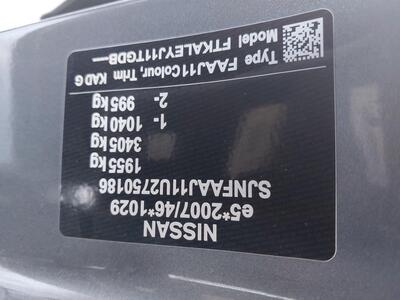 NISSAN
e5*2007/46*1029
SJNFAAJ11U2750186
1955 kg
3405 kg
1- 1040 kg
2- 995 kg
Type FAAJ11 Colour, Trim KAD G
Model FTKALEYJ11TGDB-----